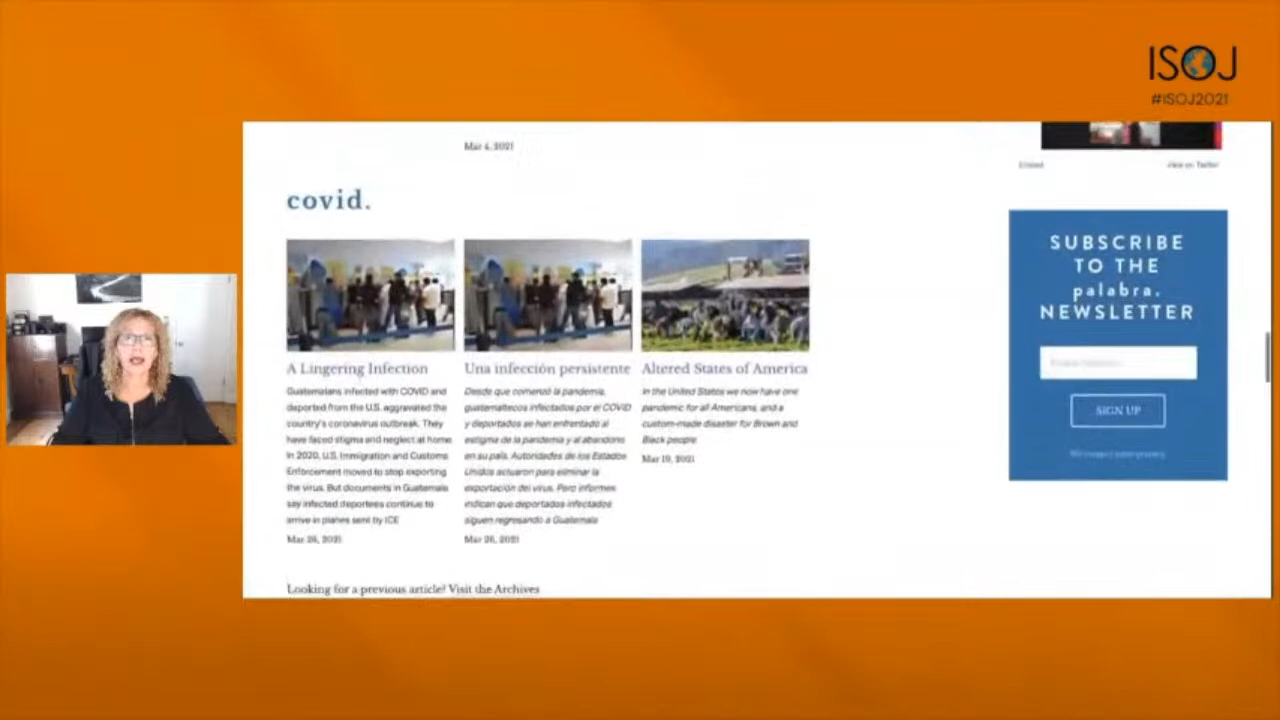 ISOJ
#ISOJ2021
Mar 4, 2021
covid.
A Lingering Infection
Guatemalans infected with COVID and
deported from the U.S. aggravated the
country's coronavirus outbreak. They
have faced stigma and neglect at home
In 2020, U.S. Immigration and Customs
Enforcement moved to stop exporting
the virus. But documents in Guatemala
say infected deportees continue to
arrive in planes sent by ICE
Mar 26, 2021
Una infección persistente
Desde que comenzó la pandemia,
guatemaltecos infectados por el COVID
y deportados se han enfrentado al
estigma de la pandemia y al abandono
en su país. Autoridades de los Estados
Unidos actuaron para eliminar la
exportación del virus. Pero informes
indican que deportados infectados
siguen regresando a Guatemala
Mar 26, 2021
Altered States of America
In the United States we now have one
pandemic for all Americans, and a
custom-made disaster for Brown and
Black people
Mar 19, 2021
Looking for a previous article? Visit the Archives
Embed
View on Twitter
SUBSCRIBE
TO THE
palabra.
NEWSLETTER
SIGN UP
We respect your privacy.